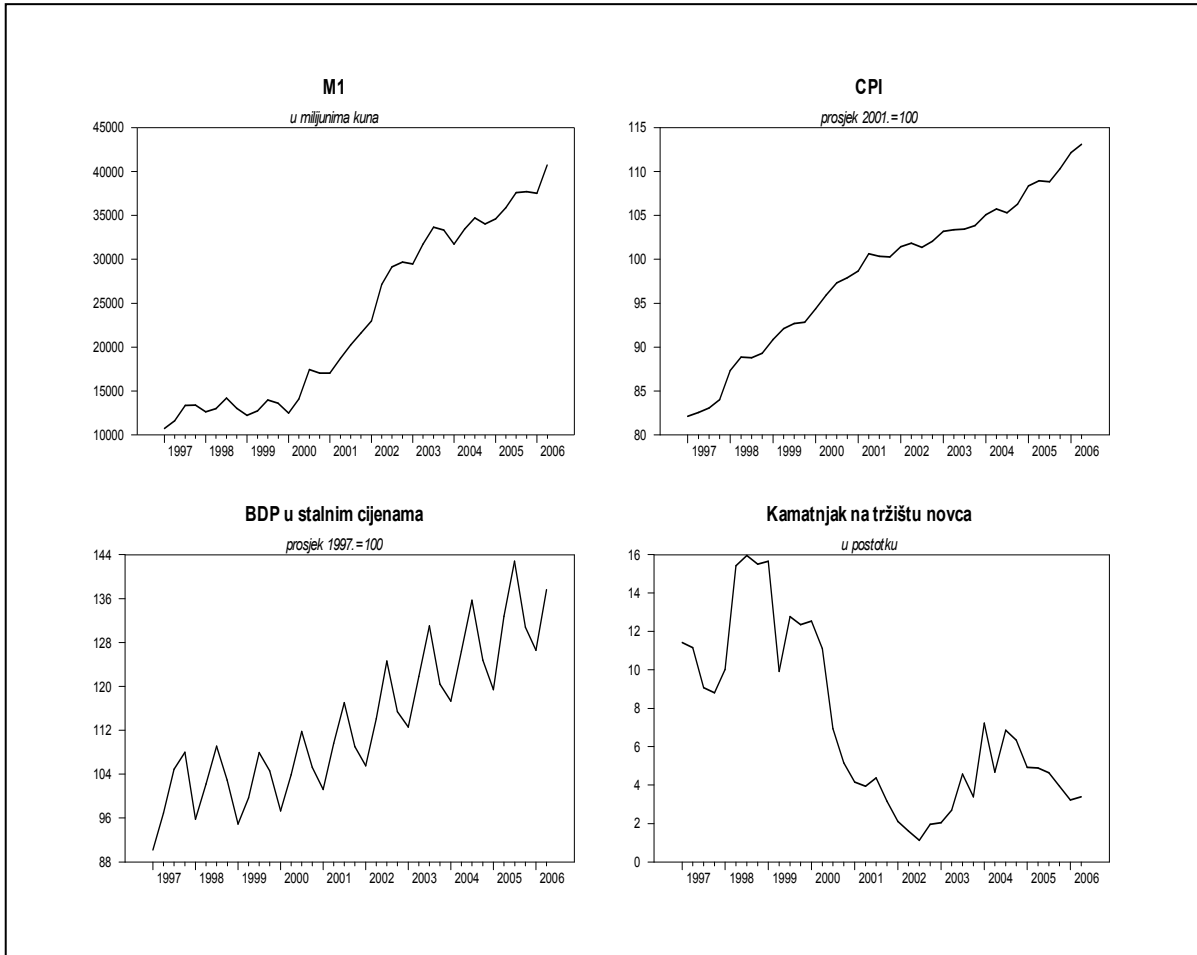 M1
u milijunima kuna
45000
40000
35000
30000
25000
20000
15000
10000
1997 1998 1999 2000 2001 2002 2003 2004 2005 2006
CPI
prosjek 2001.=100
115
110
105
100
95
90
85
80
1997 1998 1999 2000 2001 2002 2003 2004 2005 2006
BDP u stalnim cijenama
prosjek 1997.=100
144
136
128
120
112
104
96
88
1997 1998 1999 2000 2001 2002 2003 2004 2005 2006
Kamatnjak na tržištu novca
u postotku
16
14
12
10
8
6
4
2
0
1997 1998 1999 2000 2001 2002 2003 2004 2005 2006